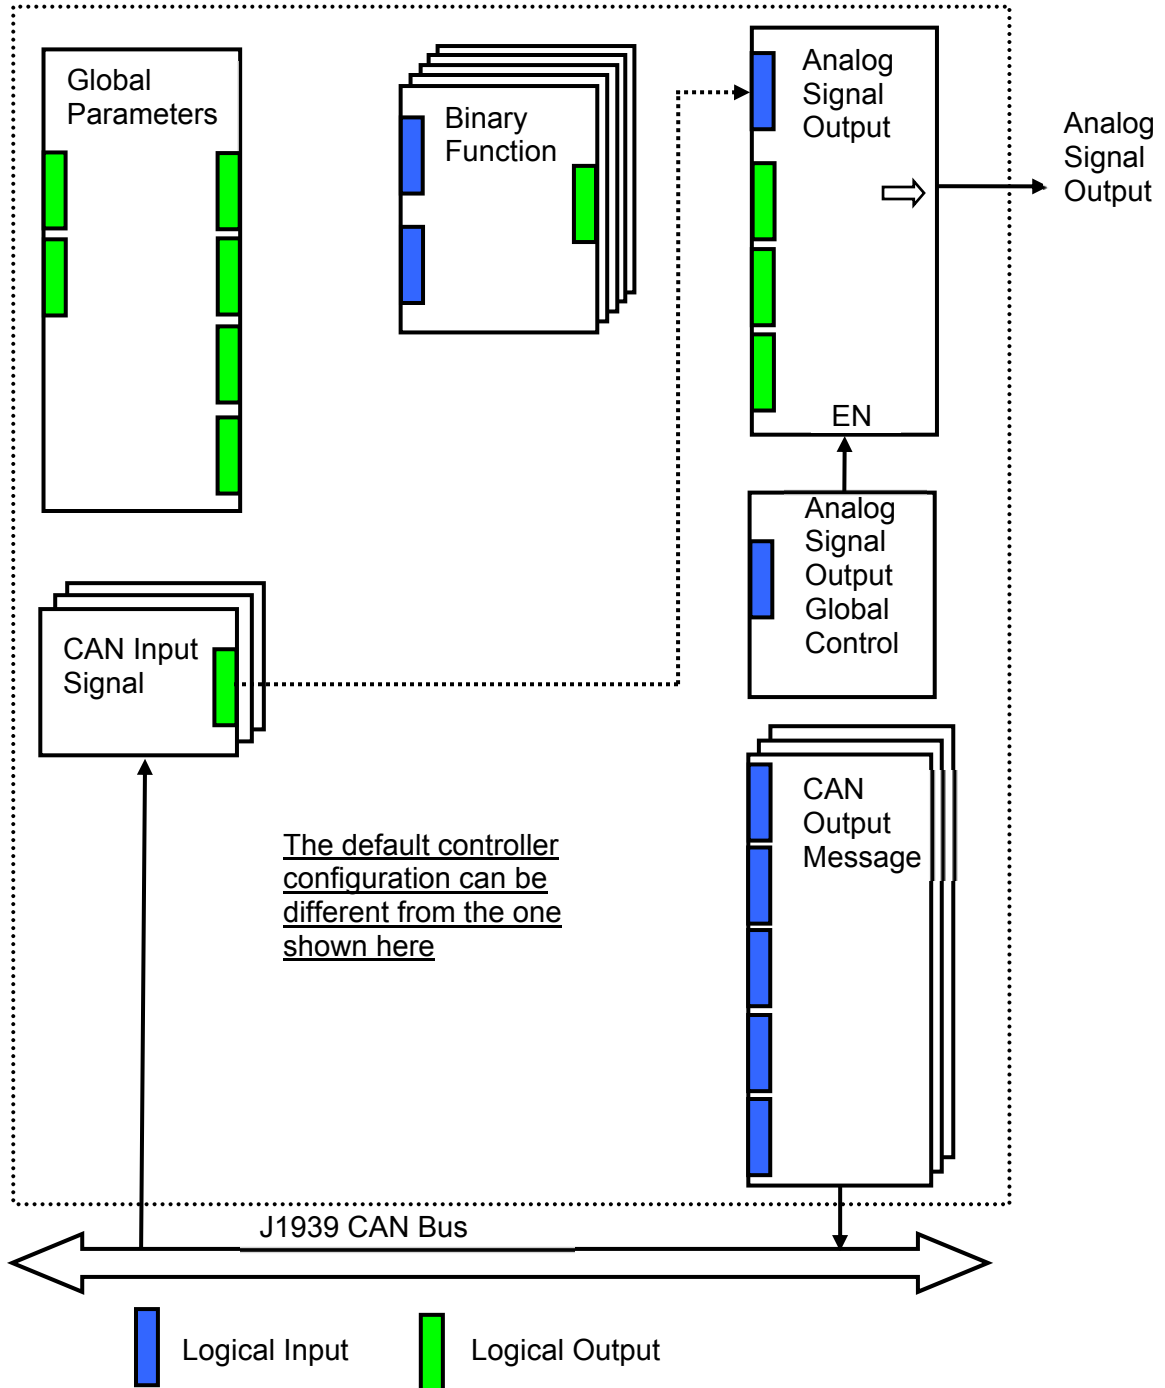 Global
Parameters
Binary
Function
Analog
Signal
Output
EN
Analog
Signal
Output
Analog
Signal
Output
Global
Control
CAN Input
Signal
CAN
Output
Message
The default controller
configuration can be
different from the one
shown here
J1939 CAN Bus
Logical Input
Logical Output